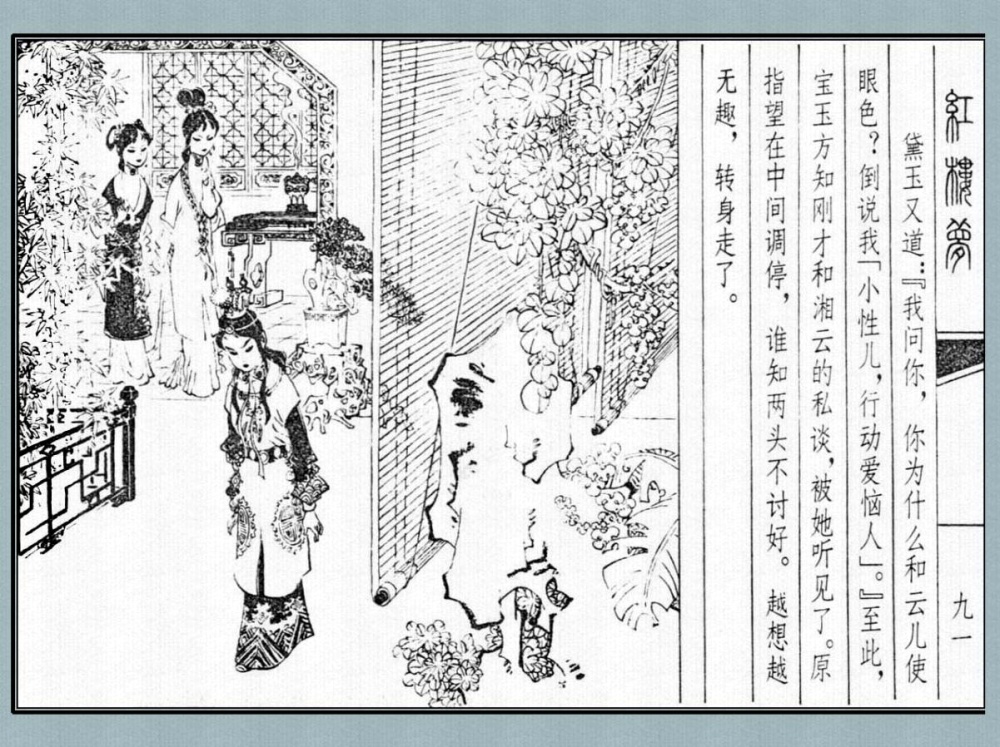 紅樓夢
九一
黛玉又道：『我问你，你为什么和云儿使
眼色？倒说我「小性儿，行动爱恼人」。』至此，
宝玉方知刚才和湘云的私谈，被她听见了。原
指望在中间调停，谁知两头不讨好。越想越
无趣，转身走了。